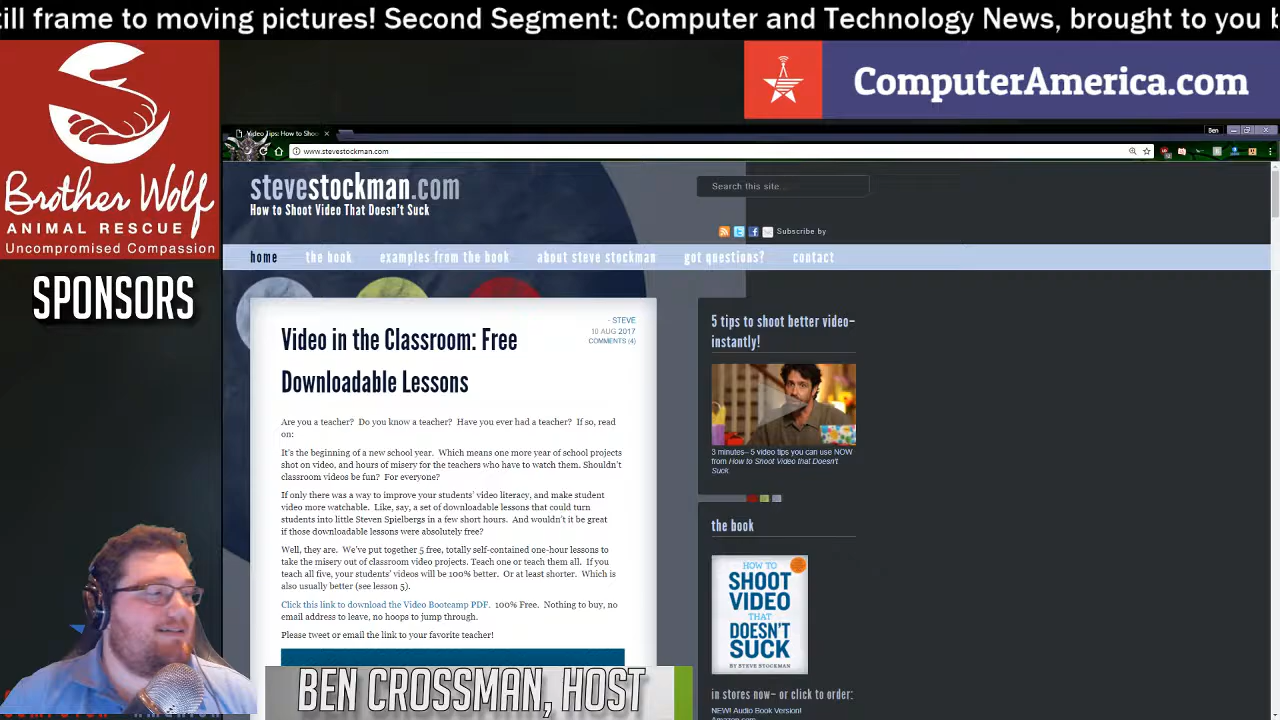 till frame to moving pictures! Second Segment: Computer and Technology News, brought to you b
ComputerAmerica.com
Brother Wolf
ANIMAL RESCUE
Uncompromised Compassion
SPONSORS
Video Tips: How to Shoo
Ben
www.stevestockman.com
stevestockman.com
How to Shoot Video That Doesn't Suck
Search this site...
Subscribe by
home the book examples from the book about steve stockman got questions? contact
- STEVE
10 AUG 2017
COMMENTS (4)
Video in the Classroom: Free
Downloadable Lessons
Are you a teacher? Do you know a teacher? Have you ever had a teacher? If so, read
on:
It's the beginning of a new school year. Which means one more year of school projects
shot on video, and hours of misery for the teachers who have to watch them. Shouldn't
classroom videos be fun? For everyone?
If only there was a way to improve your students' video literacy, and make student
video more watchable. Like, say, a set of downloadable lessons that could turn
students into little Steven Spielbergs in a few short hours. And wouldn't it be great
if those downloadable lessons were absolutely free?
Well, they are. We've put together 5 free, totally self-contained one-hour lessons to
take the misery out of classroom video projects. Teach one or teach them all. If you
teach all five, your students' videos will be 100% better. Or at least shorter. Which is
also usually better (see lesson 5).
Click this link to download the Video Bootcamp PDF. 100% Free. Nothing to buy, no
email address to leave, no hoops to jump through.
Please tweet or email the link to your favorite teacher!
5 tips to shoot better video–
instantly!
3 minutes– 5 video tips you can use NOW
from How to Shoot Video that Doesn't
Suck
the book
HOW TO
SHOOT
VIDEO
THAT
DOESN'T
SUCK
BY STEVE STOCKMAN
in stores now– or click to order:
NEW! Audio Book Version!
Amazon.com
BEN CROSSMAN, HOST